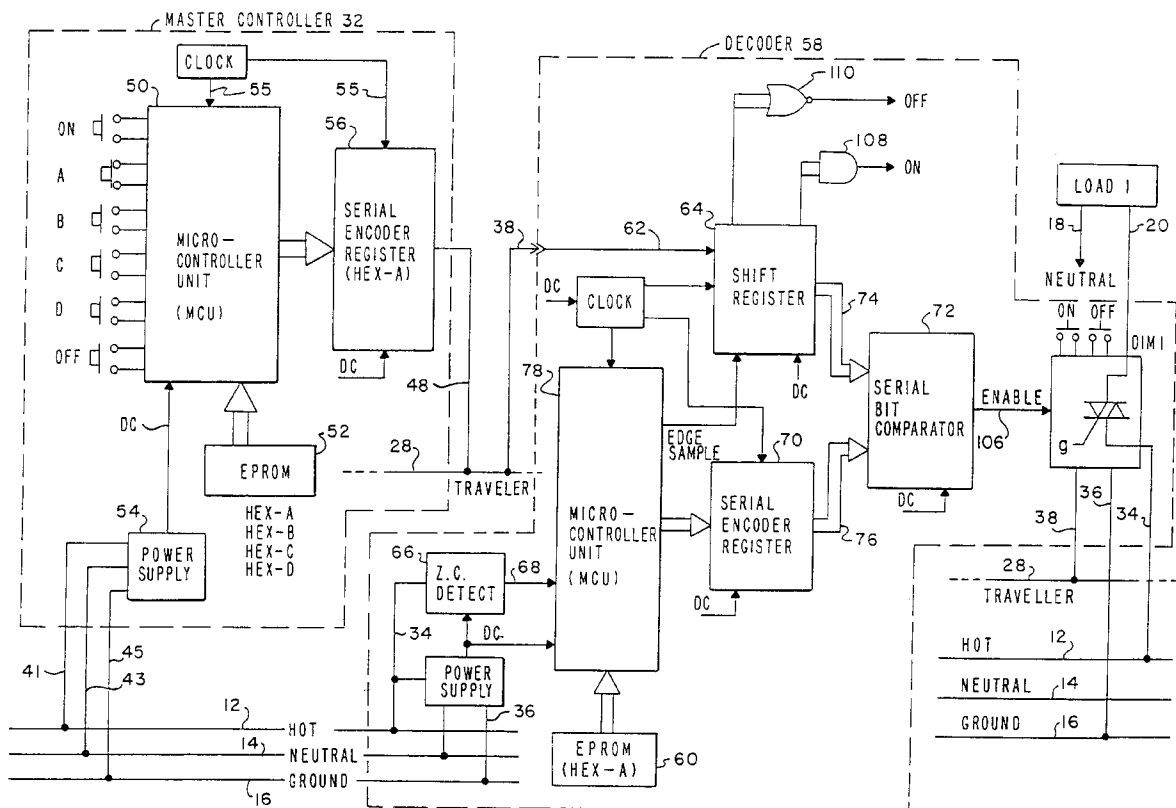 MASTER CONTROLLER 32
DECODER 58
CLOCK
50
55
55
56
ON
A
B
C
D
OFF
MICRO-
CONTROLLER
UNIT
(MCU)
SERIAL
ENCODER
REGISTER
(HEX-A)
DC
DC
48
52
EPROM
HEX-A
HEX-B
HEX-C
HEX-D
54
POWER
SUPPLY
28
TRAVELER
38
62
110
OFF
108
ON
64
SHIFT
REGISTER
DC
CLOCK
DC
74
72
SERIAL
BIT
COMPARATOR
DC
ENABLE
106
78
EDGE
SAMPLE
MICRO-
CONTROLLER
UNIT
(MCU)
70
SERIAL
ENCODER
REGISTER
DC
76
66
Z.C.
DETECT
68
34
DC
POWER
SUPPLY
36
EPROM
(HEX-A)
60
LOAD 1
18
20
NEUTRAL
ON
OFF
DIM 1
g
38
36
34
28
TRAVELLER
HOT
12
NEUTRAL
14
GROUND
16
41
43
45
12
HOT
14
NEUTRAL
GROUND
16